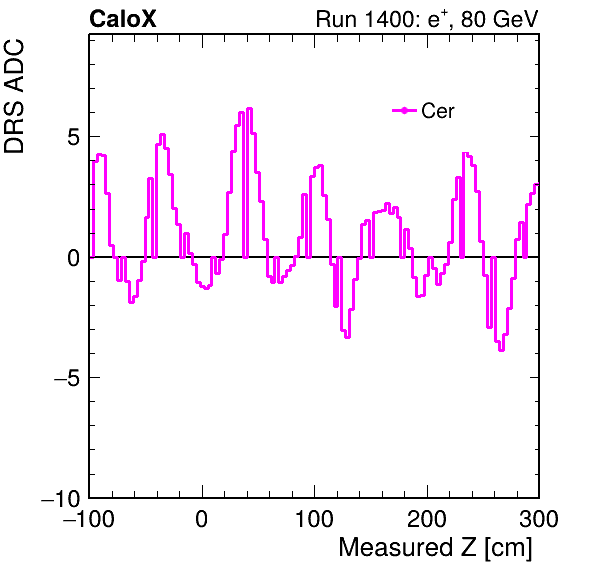 CaloX
Run 1400: e⁺, 80 GeV
DRS ADC
Cer
5
0
−5
−10
−100 0 100 200 300
Measured Z [cm]